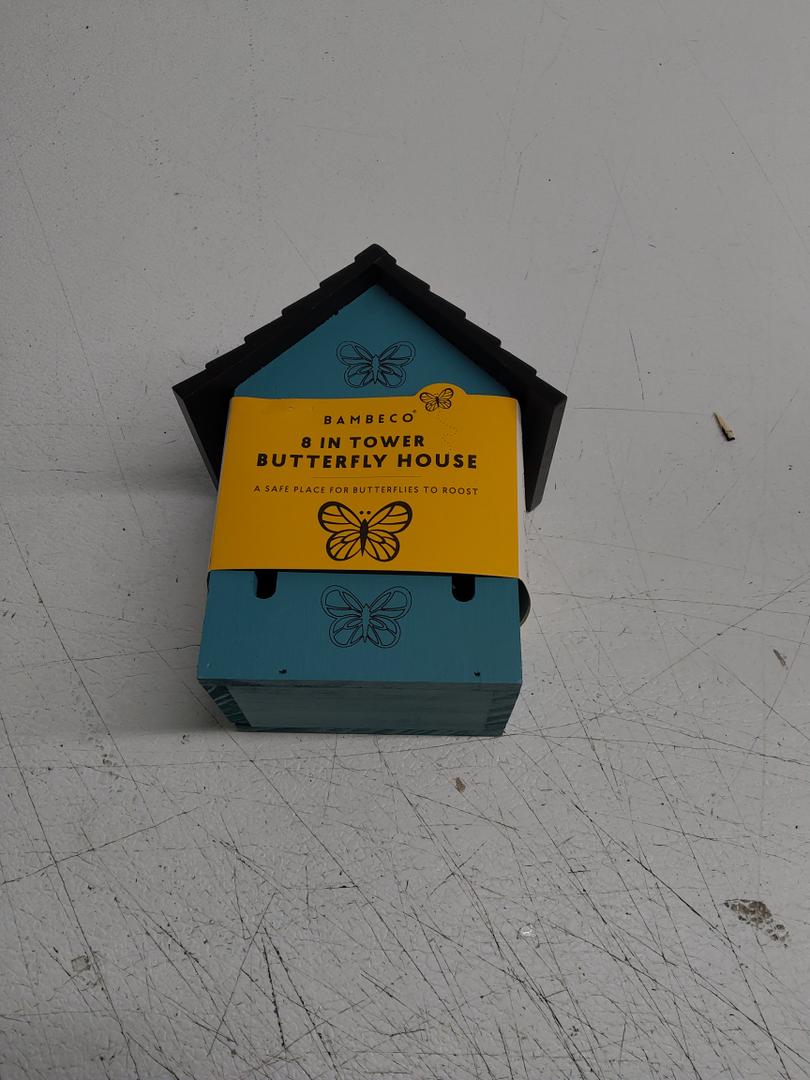 BAMBECO®
8 IN TOWER
BUTTERFLY HOUSE
A SAFE PLACE FOR BUTTERFLIES TO ROOST